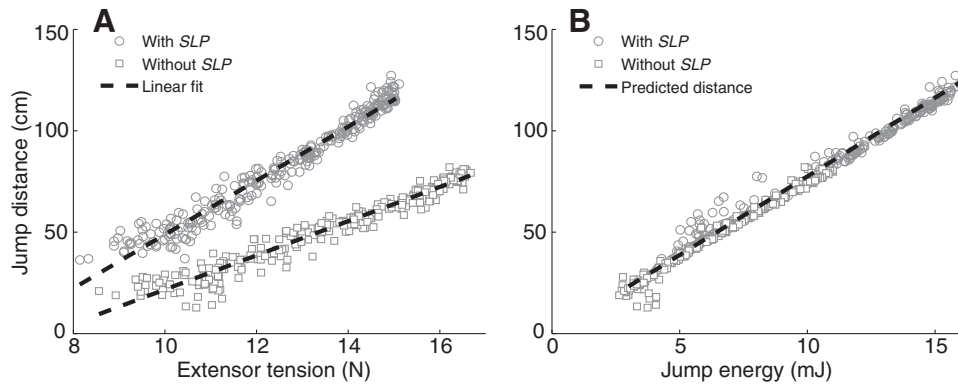 A
With SLP
Without SLP
Linear fit
150
100
50
0
Jump distance (cm)
8 10 12 14 16
Extensor tension (N)
B
With SLP
Without SLP
Predicted distance
150
100
50
0
0 5 10 15
Jump energy (mJ)